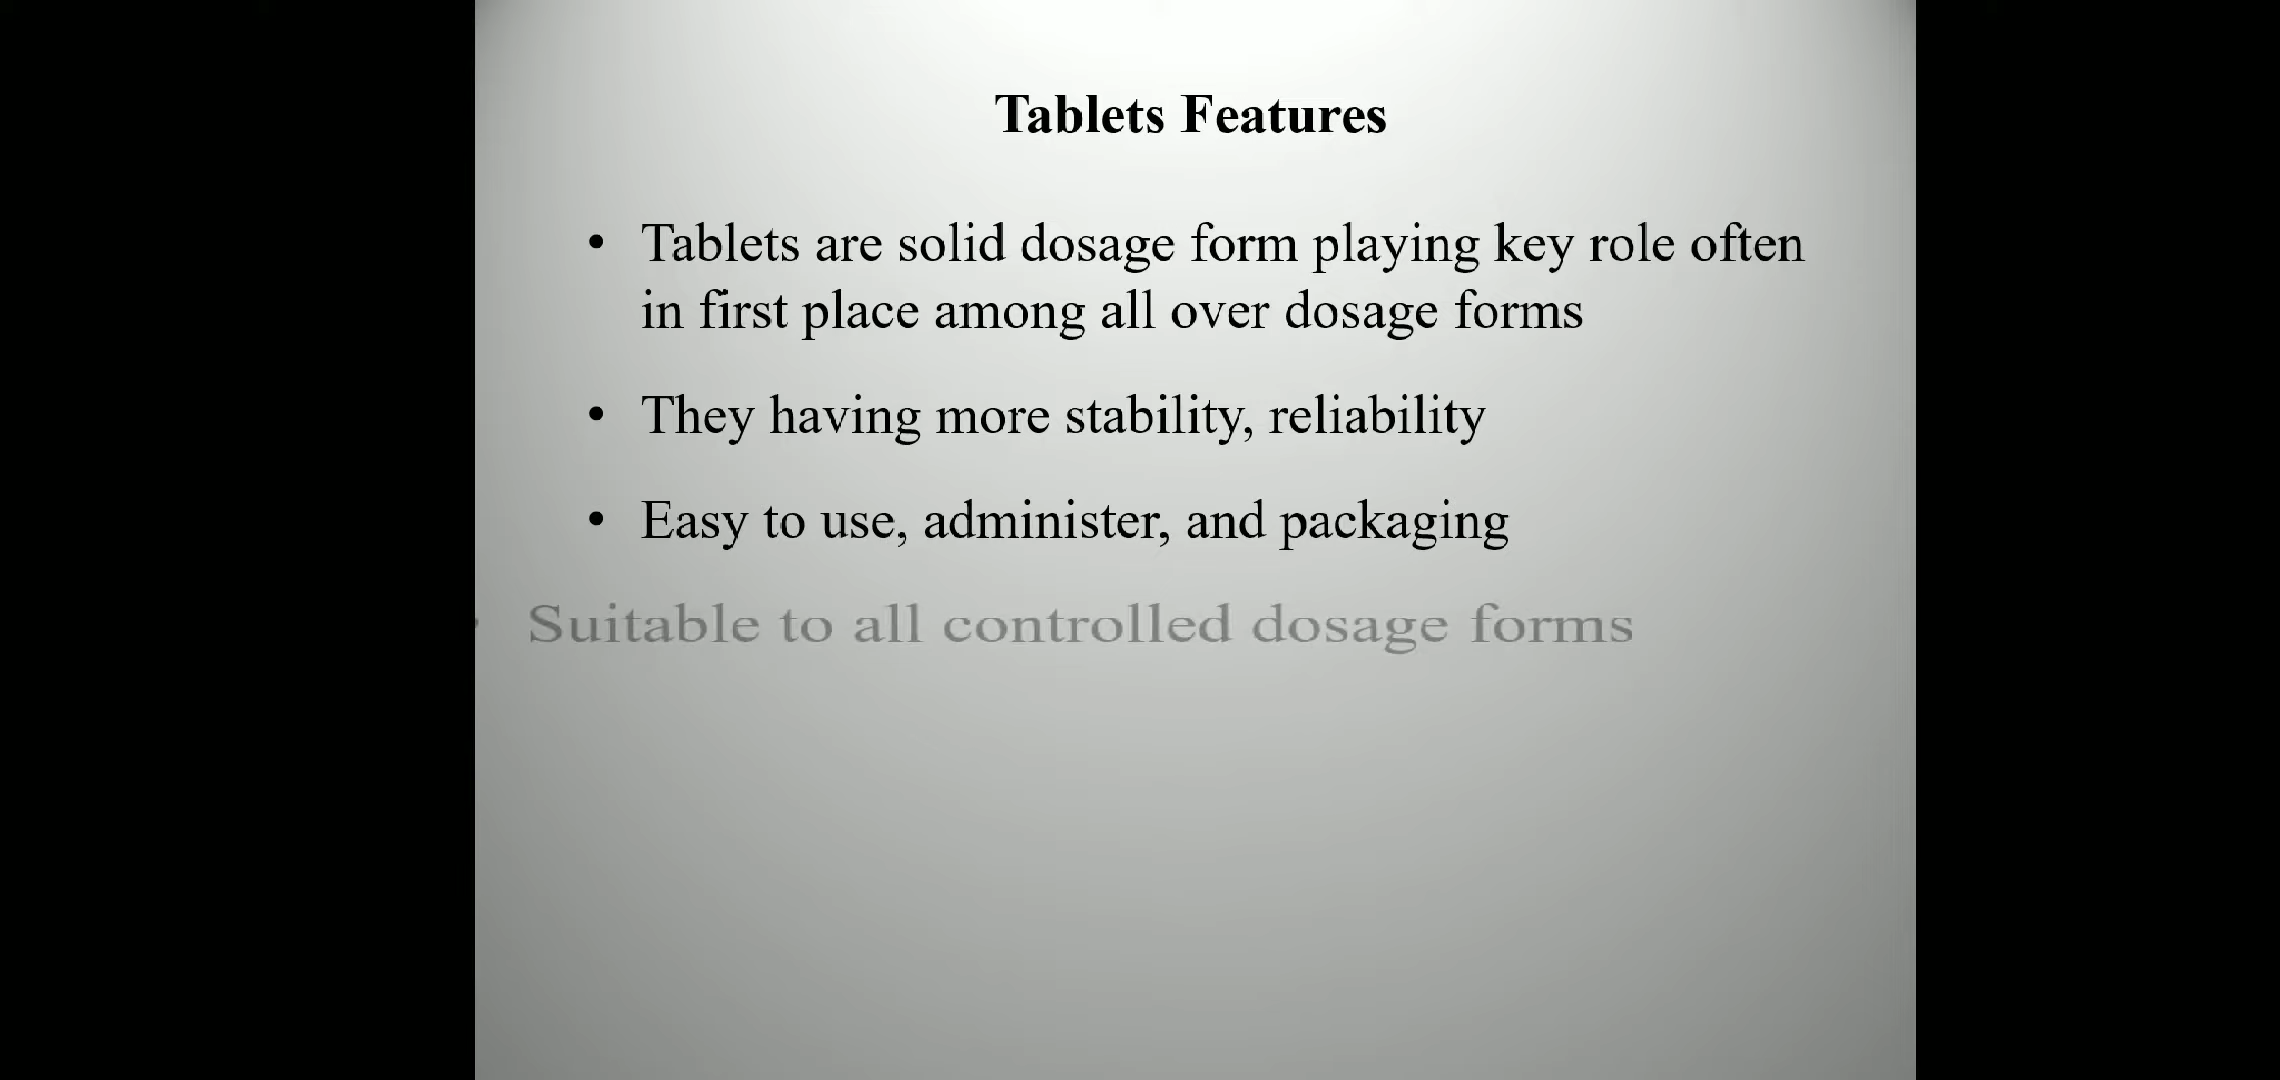 Tablets Features
• Tablets are solid dosage form playing key role often
in first place among all over dosage forms
• They having more stability, reliability
• Easy to use, administer, and packaging
• Suitable to all controlled dosage forms